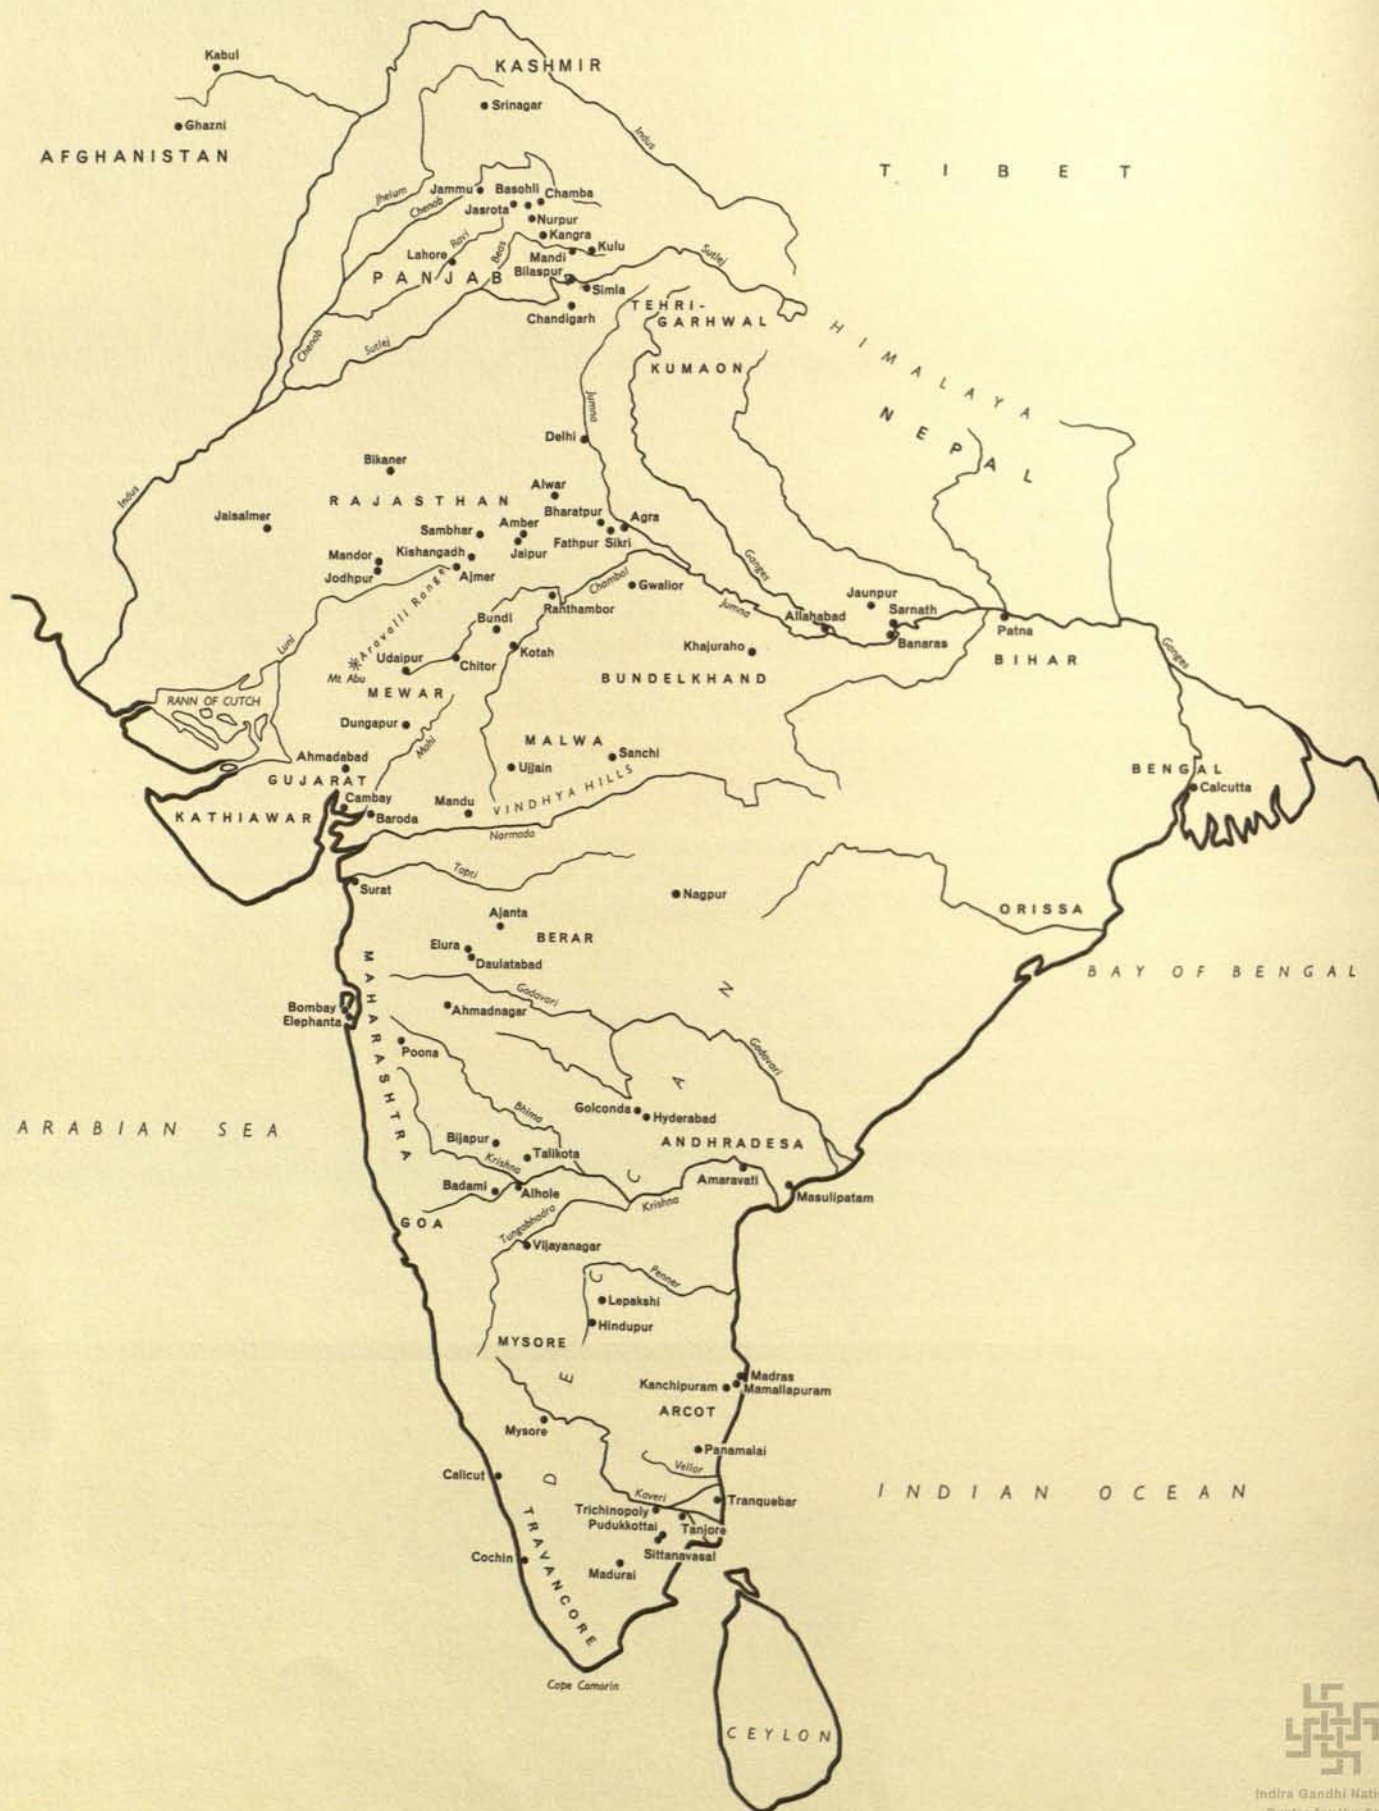 Kabul
KASHMIR
Srinagar
Ghazni
AFGHANISTAN
Indus
TIBET
Jhelum
Jammu
Basohli
Chamba
Chenab
Jasrota
Nurpur
Ravi
Kangra
Lahore
Beas
Kulu
Mandi
Sutlej
PANJAB
Bilaspur
Simla
TEHRI-
GARHWAL
Chandigarh
Chenab
Sutlej
HIMALAYA
KUMAON
Jumna
NEPAL
Delhi
Bikaner
Indus
RAJASTHAN
Alwar
Jaisalmer
Bharatpur
Agra
Sambhar
Amber
Fathpur Sikri
Jaipur
Mandor
Kishangadh
Jodhpur
Ajmer
Ganges
Chambal
Gwalior
Aravalli Range
Ranthambor
Jumna
Jaunpur
Sarnath
Allahabad
Patna
Bundi
Banaras
Luni
Kotah
Khajuraho
BIHAR
Ganges
Udaipur
Chitor
Mt Abu
BUNDELKHAND
MEWAR
RANN OF CUTCH
Dungapur
Mahi
MALWA
Sanchi
Ahmadabad
Ujjain
BENGAL
GUJARAT
VINDHYA HILLS
Calcutta
Cambay
Mandu
KATHIAWAR
Baroda
Narmada
Tapti
Surat
Nagpur
ORISSA
Ajanta
BERAR
Elura
Daulatabad
BAY OF BENGAL
MAHARASHTRA
Godavari
Bombay
Ahmadnagar
Elephanta
Poona
Godavari
DECCAN
Bhima
Golconda
Hyderabad
ARABIAN SEA
Bijapur
ANDHRADESA
Talikota
Krishna
Amaravati
Badami
Aihole
Masulipatam
Krishna
GOA
Tungabhadra
Vijayanagar
Penner
Lepakshi
Hindupur
MYSORE
Madras
Kanchipuram
Mamallapuram
ARCOT
Mysore
Panamalai
Vellar
Calicut
INDIAN OCEAN
Kaveri
Tranquebar
Trichinopoly
Pudukkottai
Tanjore
TRAVANCORE
Sittanavasal
Cochin
Madurai
Cape Comorin
CEYLON
Indira Gandhi Nati